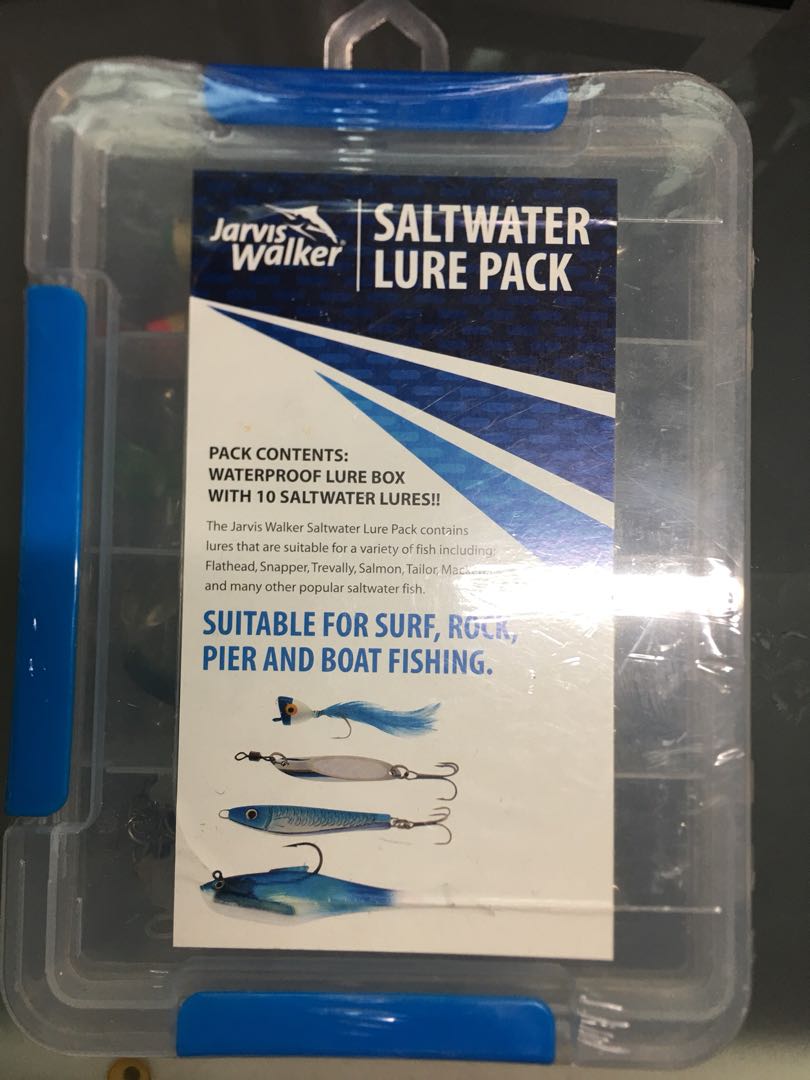 Jarvis
Walker®
SALTWATER
LURE PACK
PACK CONTENTS:
WATERPROOF LURE BOX
WITH 10 SALTWATER LURES!!
The Jarvis Walker Saltwater Lure Pack contains
lures that are suitable for a variety of fish including:
Flathead, Snapper, Trevally, Salmon, Tailor,
and many other popular saltwater fish.
SUITABLE FOR SURF, ROCK,
PIER AND BOAT FISHING.